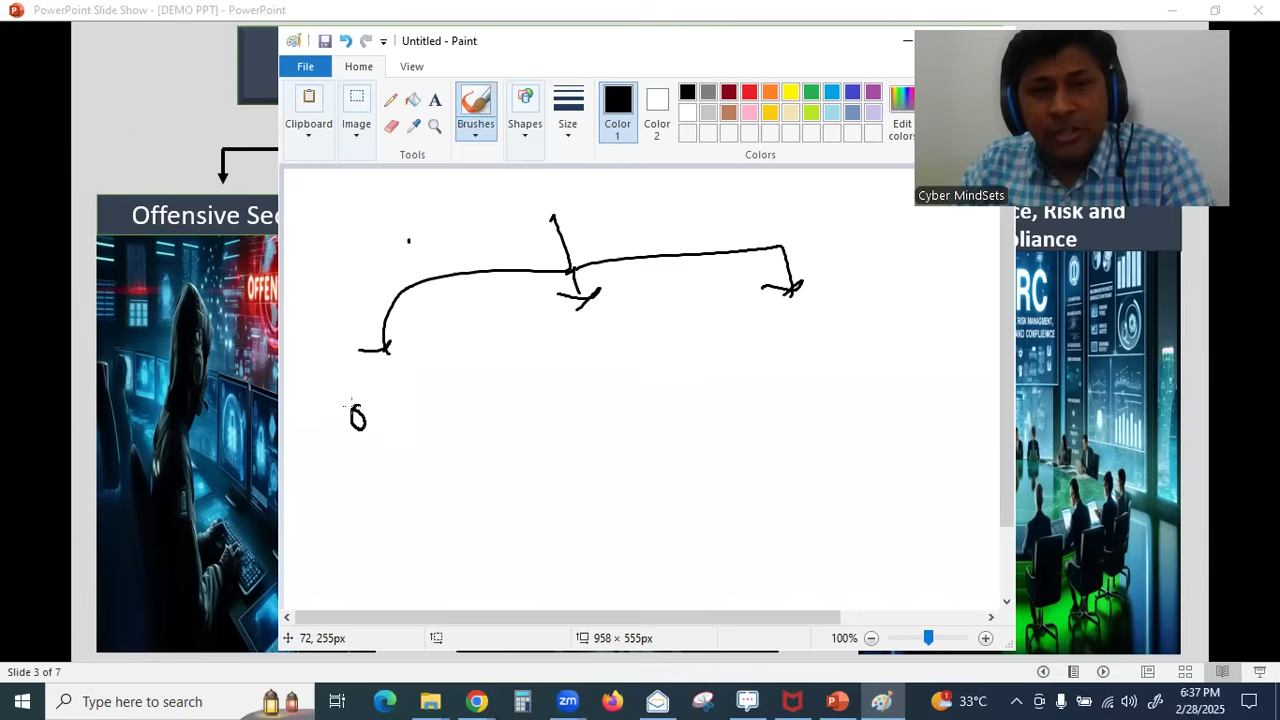 PowerPoint Slide Show - [DEMO PPT] - PowerPoint
Untitled - Paint
File
Home
View
Clipboard
Image
Tools
Brushes
Shapes
Size
Color 1
Color 2
Edit colors
Colors
Cyber MindSets
Offensive Se
ce, Risk and
pliance
OFFEN
RC
8
72, 255px
958 × 555px
100%
Slide 3 of 7
Type here to search
33°C
6:37 PM
2/28/2025